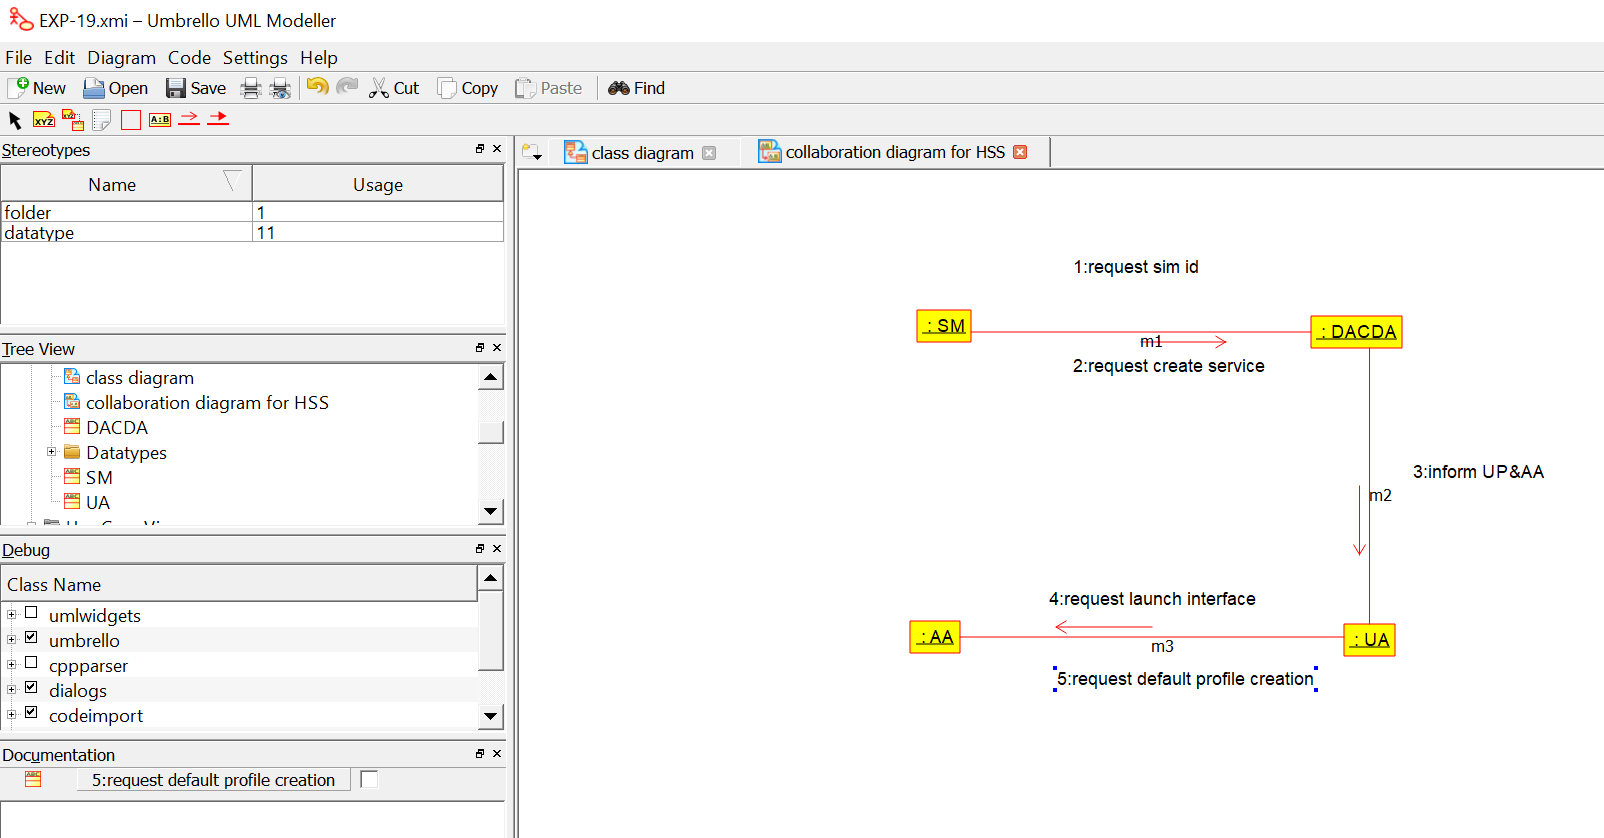 EXP-19.xmi – Umbrello UML Modeller
File Edit Diagram Code Settings Help
New Open Save Cut Copy Paste Find
XYZ XYZ A:B
Stereotypes
Name Usage
folder 1
datatype 11
Tree View
class diagram
collaboration diagram for HSS
DACDA
Datatypes
SM
UA
Debug
Class Name
umlwidgets
umbrello
cppparser
dialogs
codeimport
Documentation
5:request default profile creation
class diagram collaboration diagram for HSS
1:request sim id
: SM
: DACDA
m1
2:request create service
3:inform UP&AA
m2
4:request launch interface
: AA
: UA
m3
5:request default profile creation